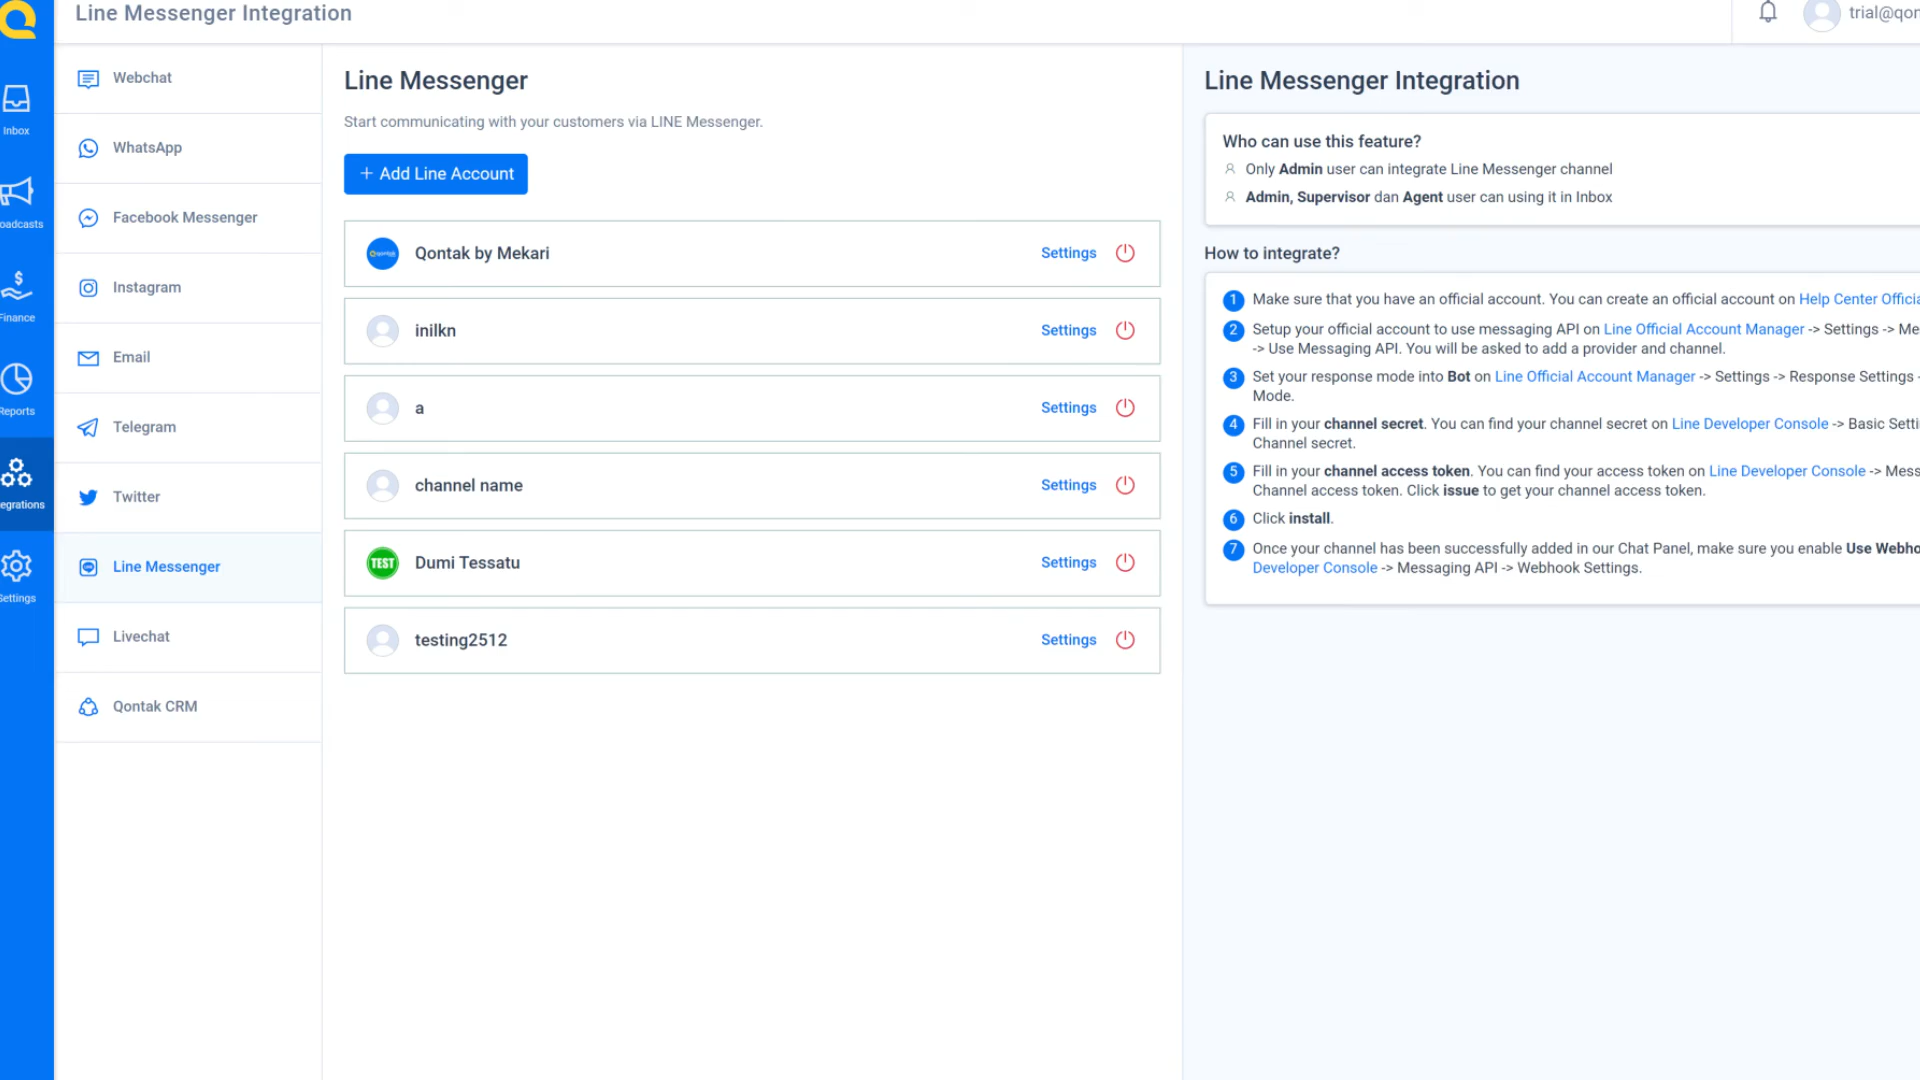 Line Messenger Integration
trial@qon
Inbox
oadcasts
Finance
Reports
egrations
Settings
Webchat
WhatsApp
Facebook Messenger
Instagram
Email
Telegram
Twitter
Line Messenger
Livechat
Qontak CRM
Line Messenger
Start communicating with your customers via LINE Messenger.
+ Add Line Account
Qontak by Mekari
Settings
inilkn
Settings
a
Settings
channel name
Settings
TEST
Dumi Tessatu
Settings
testing2512
Settings
Line Messenger Integration
Who can use this feature?
Only Admin user can integrate Line Messenger channel
Admin, Supervisor dan Agent user can using it in Inbox
How to integrate?
1 Make sure that you have an official account. You can create an official account on Help Center Officia
2 Setup your official account to use messaging API on Line Official Account Manager -> Settings -> Me
-> Use Messaging API. You will be asked to add a provider and channel.
3 Set your response mode into Bot on Line Official Account Manager -> Settings -> Response Settings -
Mode.
4 Fill in your channel secret. You can find your channel secret on Line Developer Console -> Basic Setti
Channel secret.
5 Fill in your channel access token. You can find your access token on Line Developer Console -> Mess
Channel access token. Click issue to get your channel access token.
6 Click install.
7 Once your channel has been successfully added in our Chat Panel, make sure you enable Use Webho
Developer Console -> Messaging API -> Webhook Settings.